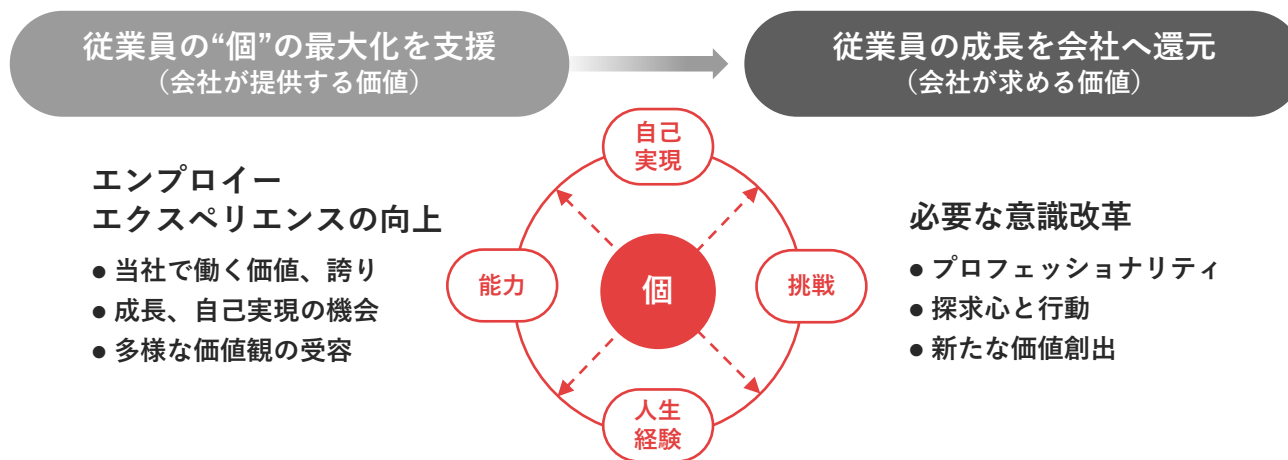 従業員の“個”の最大化を支援
（会社が提供する価値）
従業員の成長を会社へ還元
（会社が求める価値）
エンプロイー
エクスペリエンスの向上
● 当社で働く価値、誇り
● 成長、自己実現の機会
● 多様な価値観の受容
自己
実現
能力
個
挑戦
人生
経験
必要な意識改革
● プロフェッショナリティ
● 探求心と行動
● 新たな価値創出